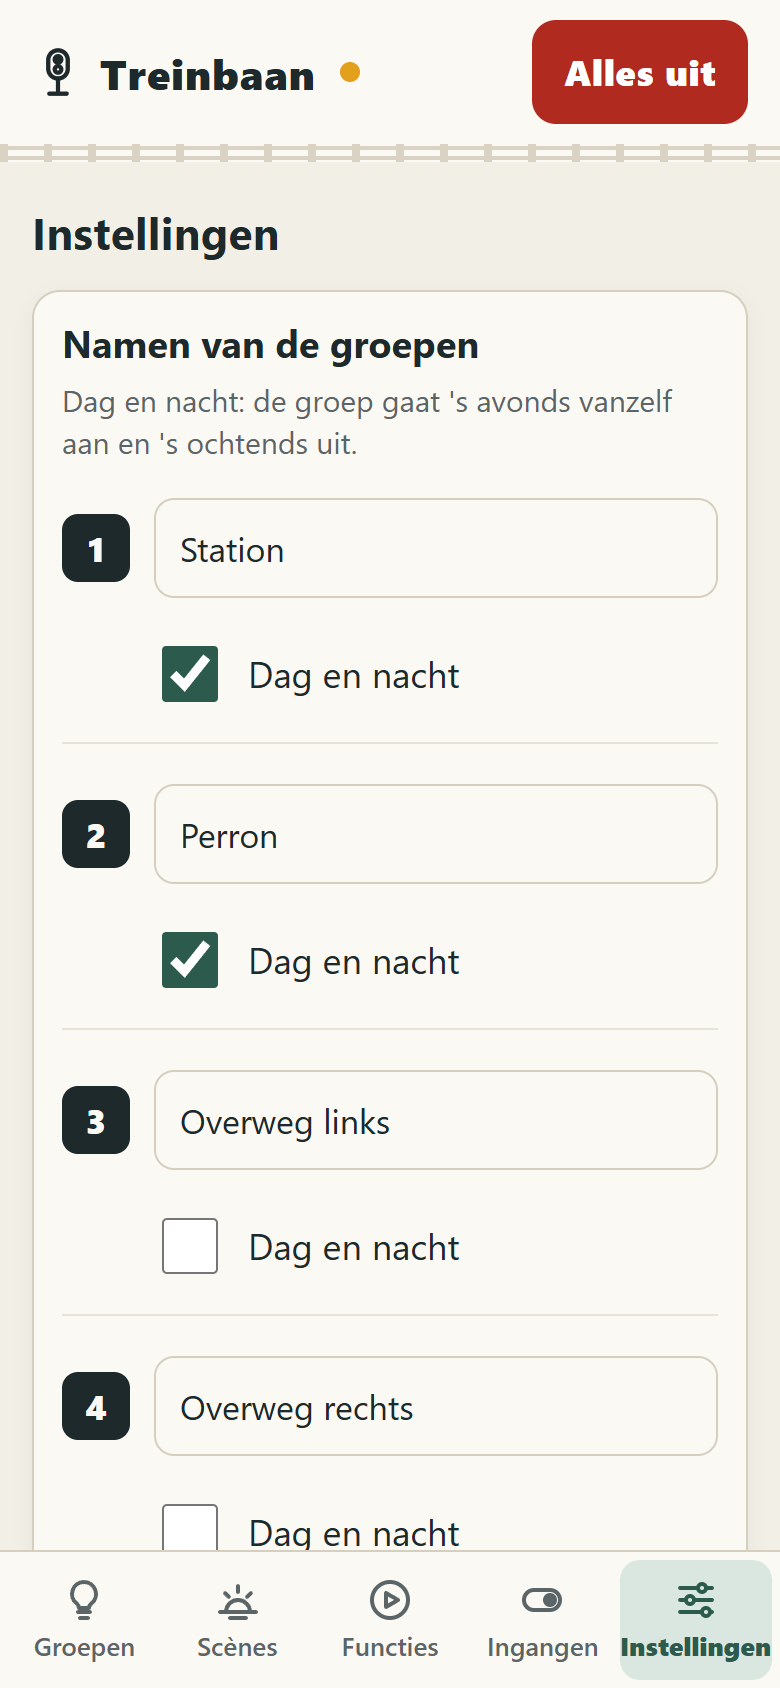 Treinbaan
Alles uit
Instellingen
Namen van de groepen
Dag en nacht: de groep gaat 's avonds vanzelf
aan en 's ochtends uit.
1
Station
Dag en nacht
2
Perron
Dag en nacht
3
Overweg links
Dag en nacht
4
Overweg rechts
Dag en nacht
Groepen
Scènes
Functies
Ingangen
Instellingen